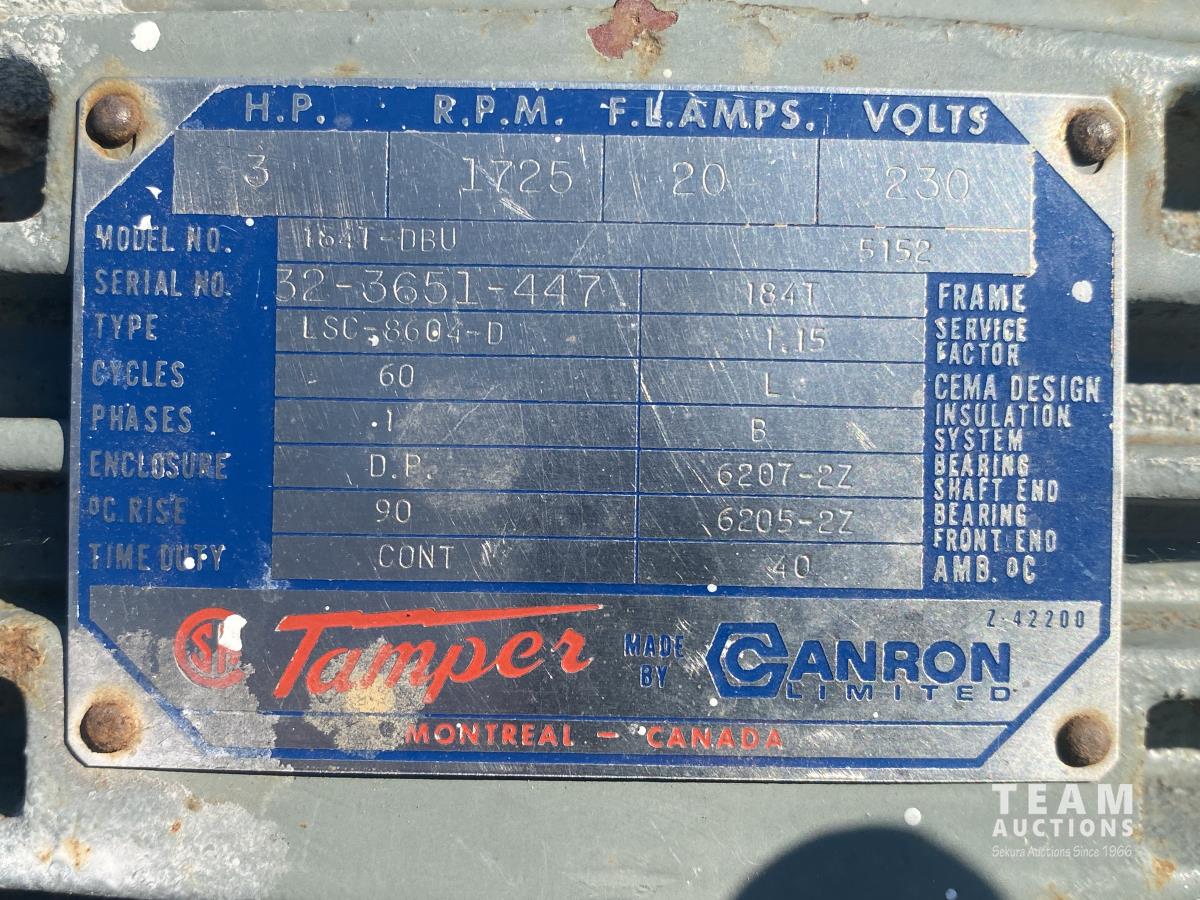 H.P. R.P.M. F.L.AMPS. VOLTS
3 1725 20 230
MODEL NO. 184T-DBU 5152
SERIAL NO. 32-3651-447 184T FRAME
TYPE LSC-8604-D 1.15 SERVICE FACTOR
CYCLES 60 L CEMA DESIGN
PHASES 1 B INSULATION SYSTEM
ENCLOSURE D.P. 6207-2Z BEARING SHAFT END
ºC.RISE 90 6205-2Z BEARING FRONT END
TIME DUTY CONT 40 AMB. ºC
Z-42200
Tamper MADE BY CANRON LIMITED
MONTREAL — CANADA
TEAM
AUCTIONS
Sekura Auctions Since 1966